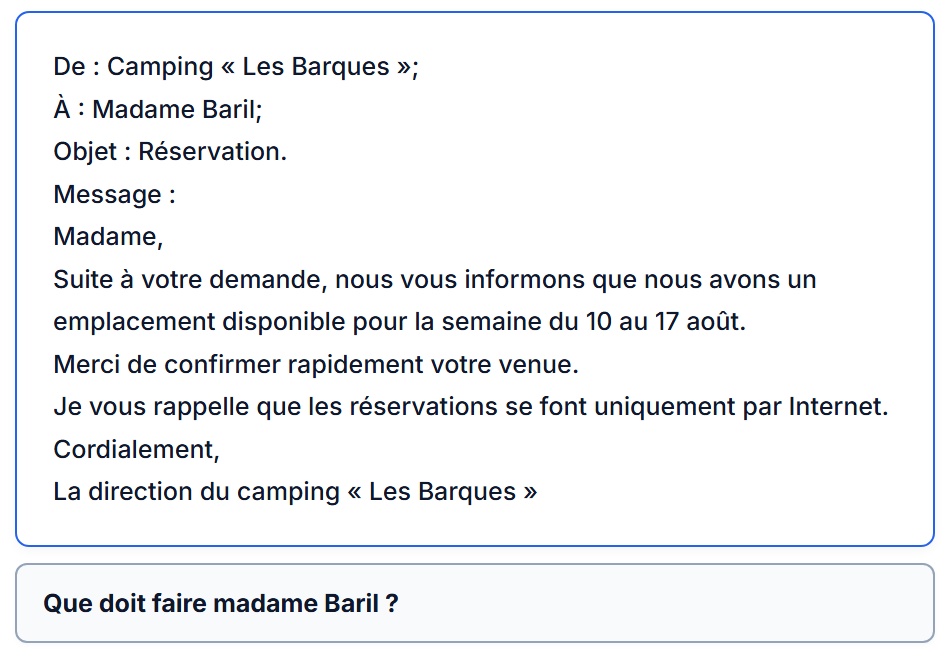 De : Camping « Les Barques »;
À : Madame Baril;
Objet : Réservation.
Message :
Madame,
Suite à votre demande, nous vous informons que nous avons un
emplacement disponible pour la semaine du 10 au 17 août.
Merci de confirmer rapidement votre venue.
Je vous rappelle que les réservations se font uniquement par Internet.
Cordialement,
La direction du camping « Les Barques »
Que doit faire madame Baril ?